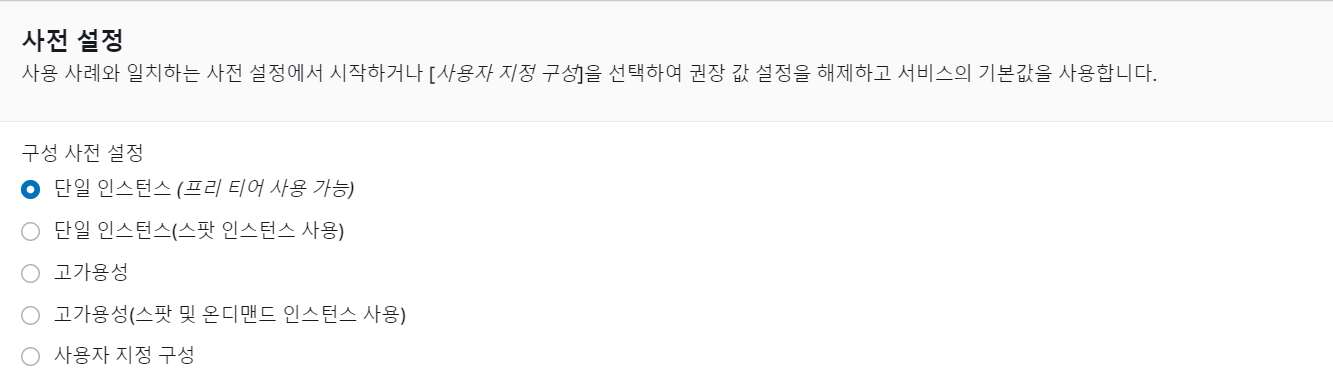 사전 설정
사용 사례와 일치하는 사전 설정에서 시작하거나 [사용자 지정 구성]을 선택하여 권장 값 설정을 해제하고 서비스의 기본값을 사용합니다.
구성 사전 설정
단일 인스턴스 (프리 티어 사용 가능)
단일 인스턴스(스팟 인스턴스 사용)
고가용성
고가용성(스팟 및 온디맨드 인스턴스 사용)
사용자 지정 구성